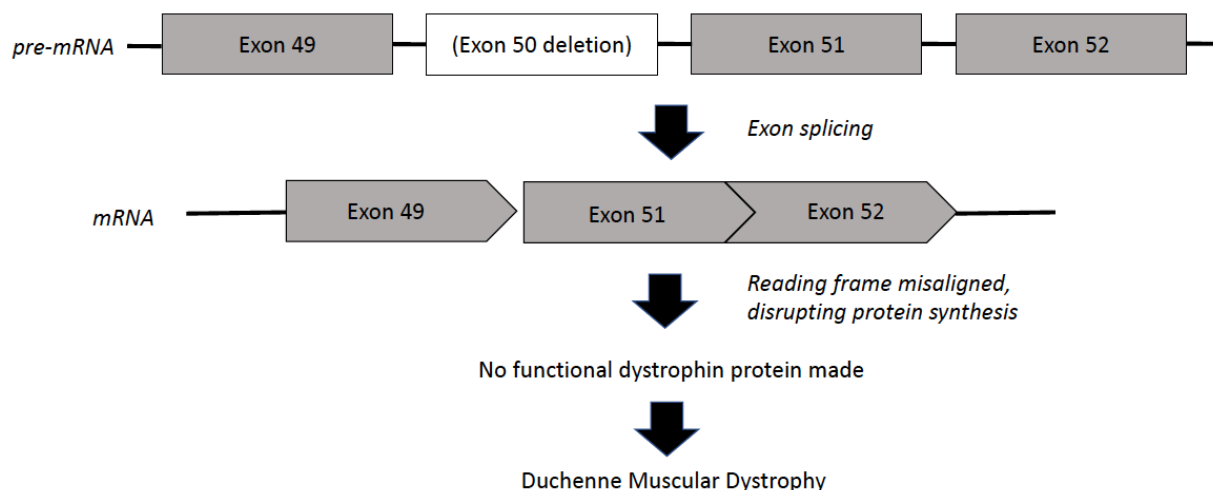 pre-mRNA Exon 49 (Exon 50 deletion) Exon 51 Exon 52
Exon splicing
mRNA Exon 49 Exon 51 Exon 52
Reading frame misaligned,
disrupting protein synthesis
No functional dystrophin protein made
Duchenne Muscular Dystrophy